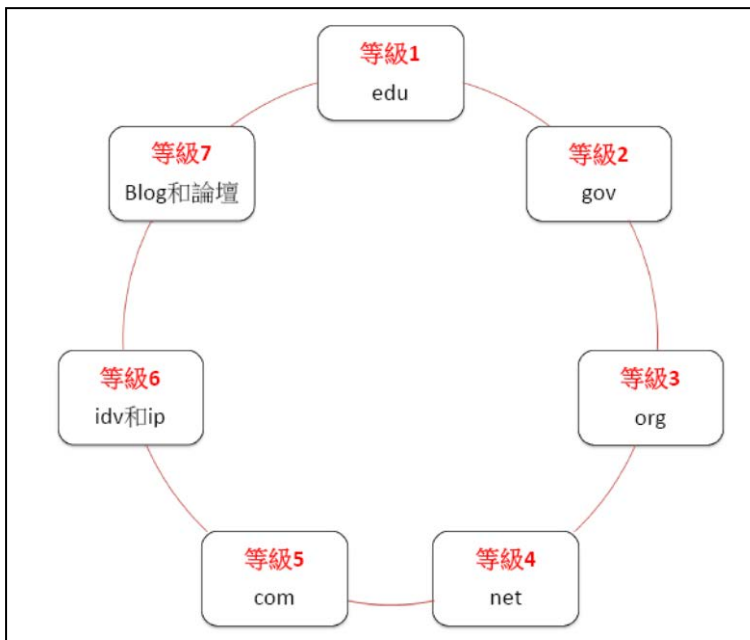 等級1
edu
等級2
gov
等級3
org
等級4
net
等級5
com
等級6
idv和ip
等級7
Blog和論壇